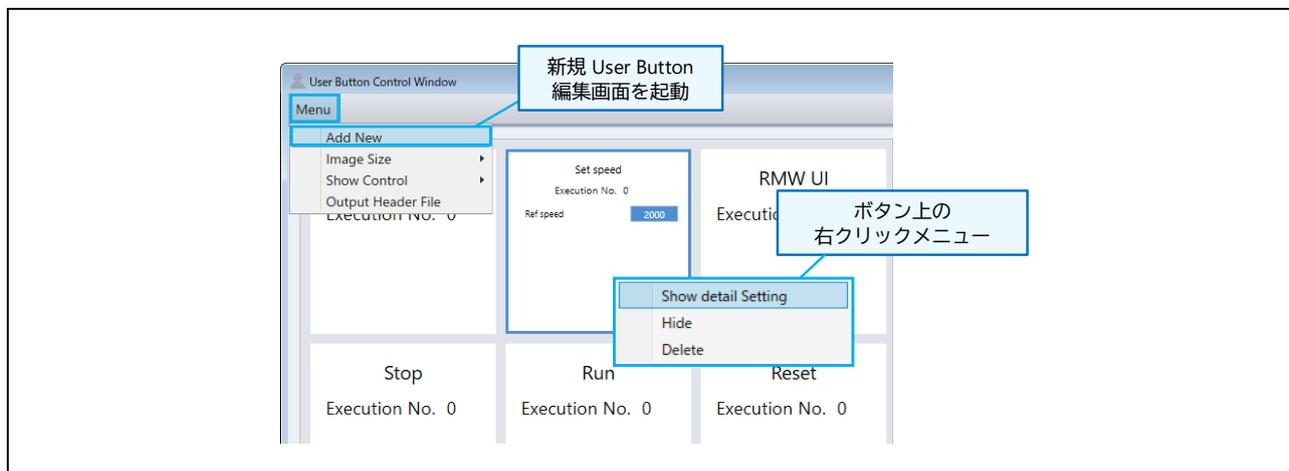 User Button Control Window
新規 User Button
編集画面を起動
Menu
Add New
Image Size
Show Control
Output Header File
Execution No. 0
Set speed
Execution No. 0
Ref speed 2000
RMW UI
Executio
ボタン上の
右クリックメニュー
Show detail Setting
Hide
Delete
Stop
Execution No. 0
Run
Execution No. 0
Reset
Execution No. 0